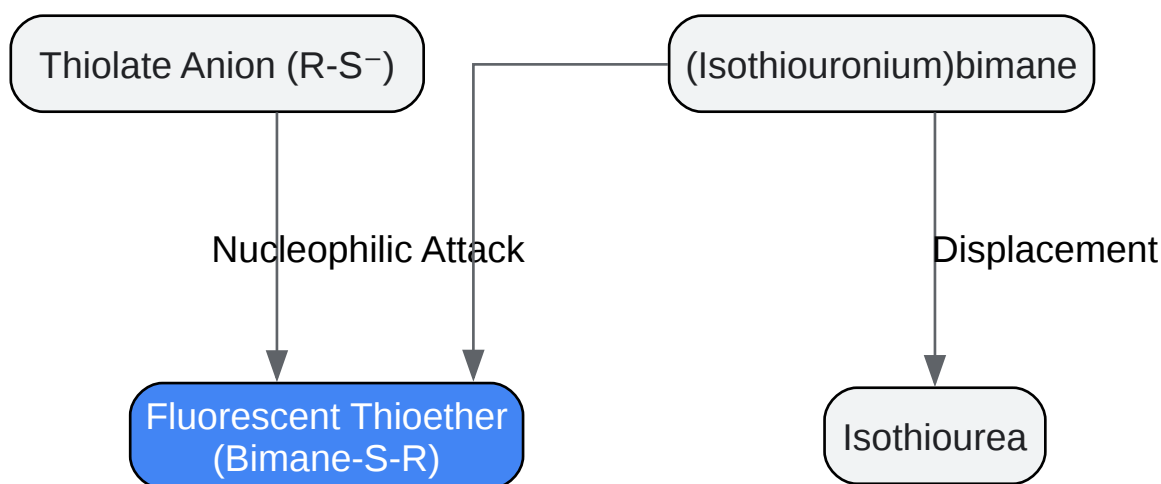 Thiolate Anion (R-S⁻)
(Isothiouronium)bimane
Nucleophilic Attack
Displacement
Fluorescent Thioether
(Bimane-S-R)
Isothiourea